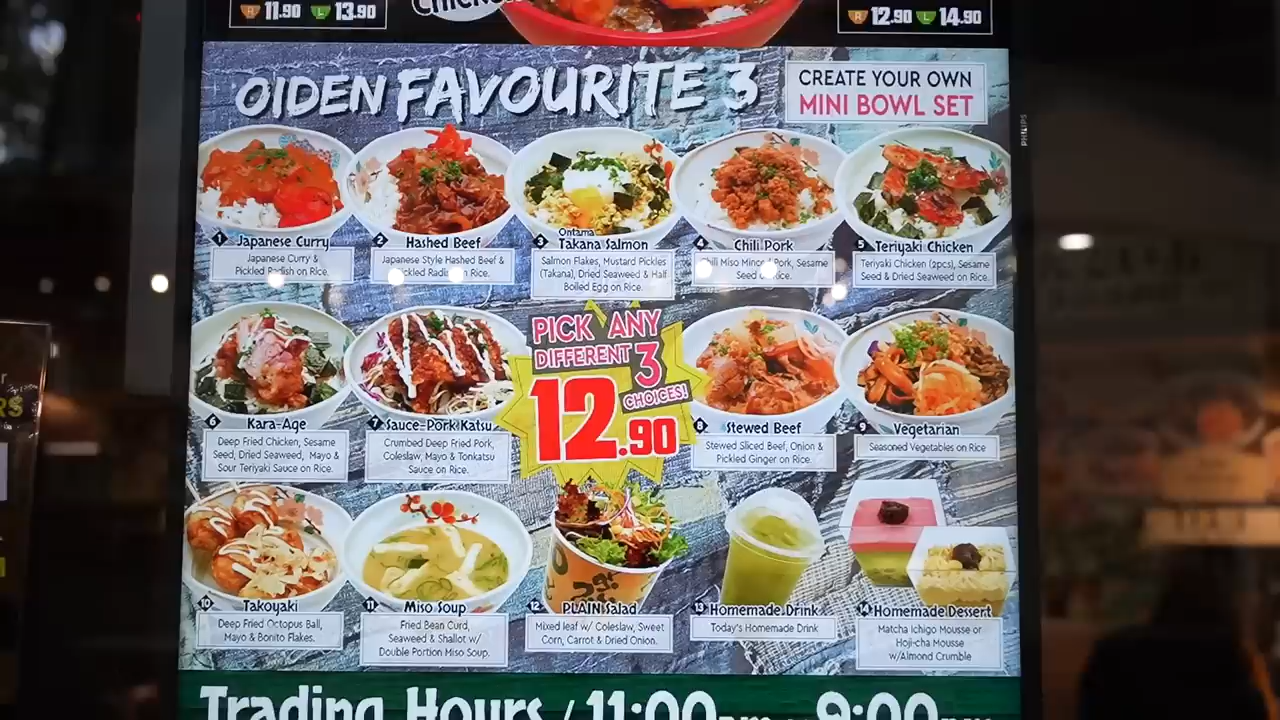 R 11.90 L 13.90
Chicken
R 12.90 L 14.90
OIDEN FAVOURITE 3
CREATE YOUR OWN
MINI BOWL SET
PHILIPS
1 Japanese Curry
Japanese Curry &
Pickled Radish on Rice.
2 Hashed Beef
Japanese Style Hashed Beef &
Pickled Radish on Rice.
3 Ontama
Takana Salmon
Salmon Flakes, Mustard Pickles
(Takana), Dried Seaweed & Half
Boiled Egg on Rice.
4 Chili Pork
Chili Miso Minced Pork, Sesame
Seed on Rice.
5 Teriyaki Chicken
Teriyaki Chicken (2pcs), Sesame
Seed & Dried Seaweed on Rice.
6 Kara-Age
Deep Fried Chicken, Sesame
Seed, Dried Seaweed, Mayo &
Sour Teriyaki Sauce on Rice.
7 Sauce-Pork Katsu
Crumbed Deep Fried Pork,
Coleslaw, Mayo & Tonkatsu
Sauce on Rice.
PICK ANY
DIFFERENT 3
CHOICES!
12.90
8 Stewed Beef
Stewed Sliced Beef, Onion &
Pickled Ginger on Rice.
9 Vegetarian
Seasoned Vegetables on Rice
10 Takoyaki
Deep Fried Octopus Ball,
Mayo & Bonito Flakes.
11 Miso Soup
Fried Bean Curd,
Seaweed & Shallot w/
Double Portion Miso Soup.
12 PLAIN Salad
Mixed leaf w/ Coleslaw, Sweet
Corn, Carrot & Dried Onion.
13 Homemade Drink
Today's Homemade Drink
14 Homemade Dessert
Matcha Ichigo Mousse or
Hoji-cha Mousse
w/Almond Crumble
Trading Hours / 11:00am - 9:00pm